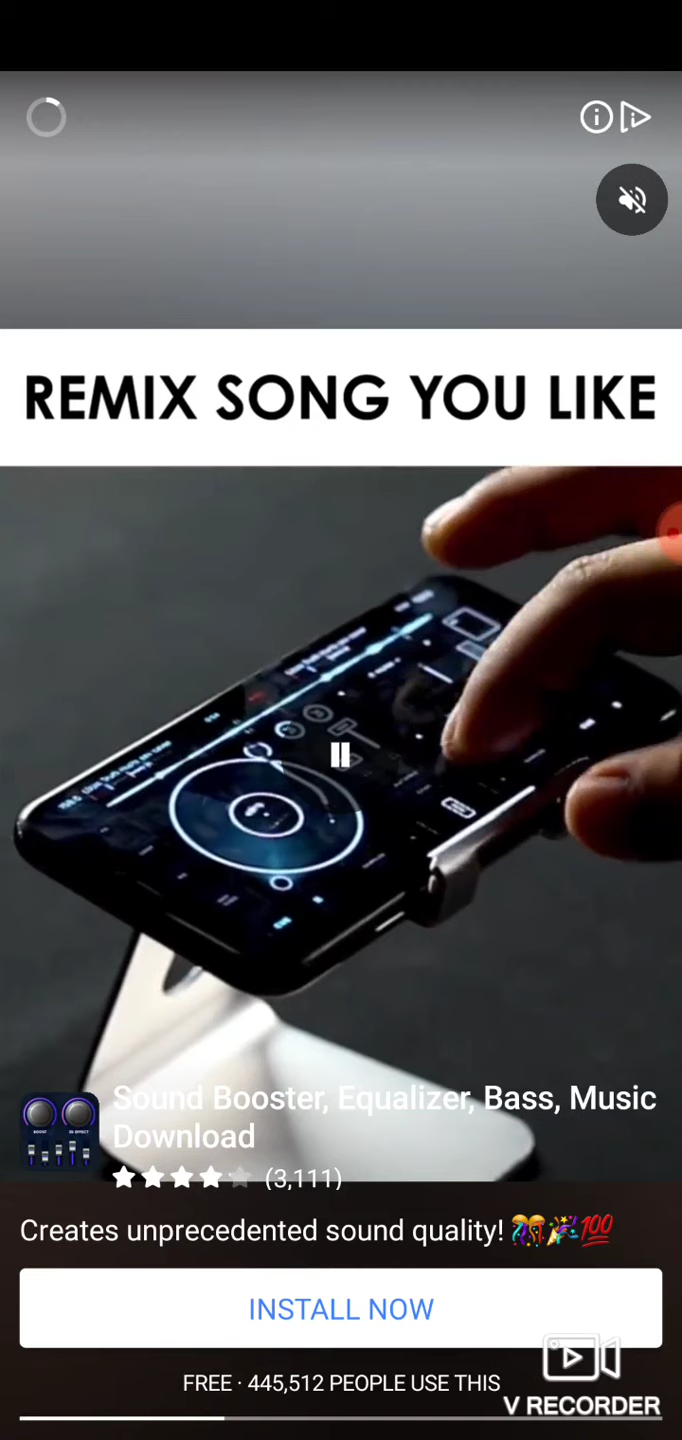 REMIX SONG YOU LIKE
Sound Booster, Equalizer, Bass, Music
Download
(3,111)
Creates unprecedented sound quality! 🎊🎉💯
INSTALL NOW
FREE · 445,512 PEOPLE USE THIS
V RECORDER